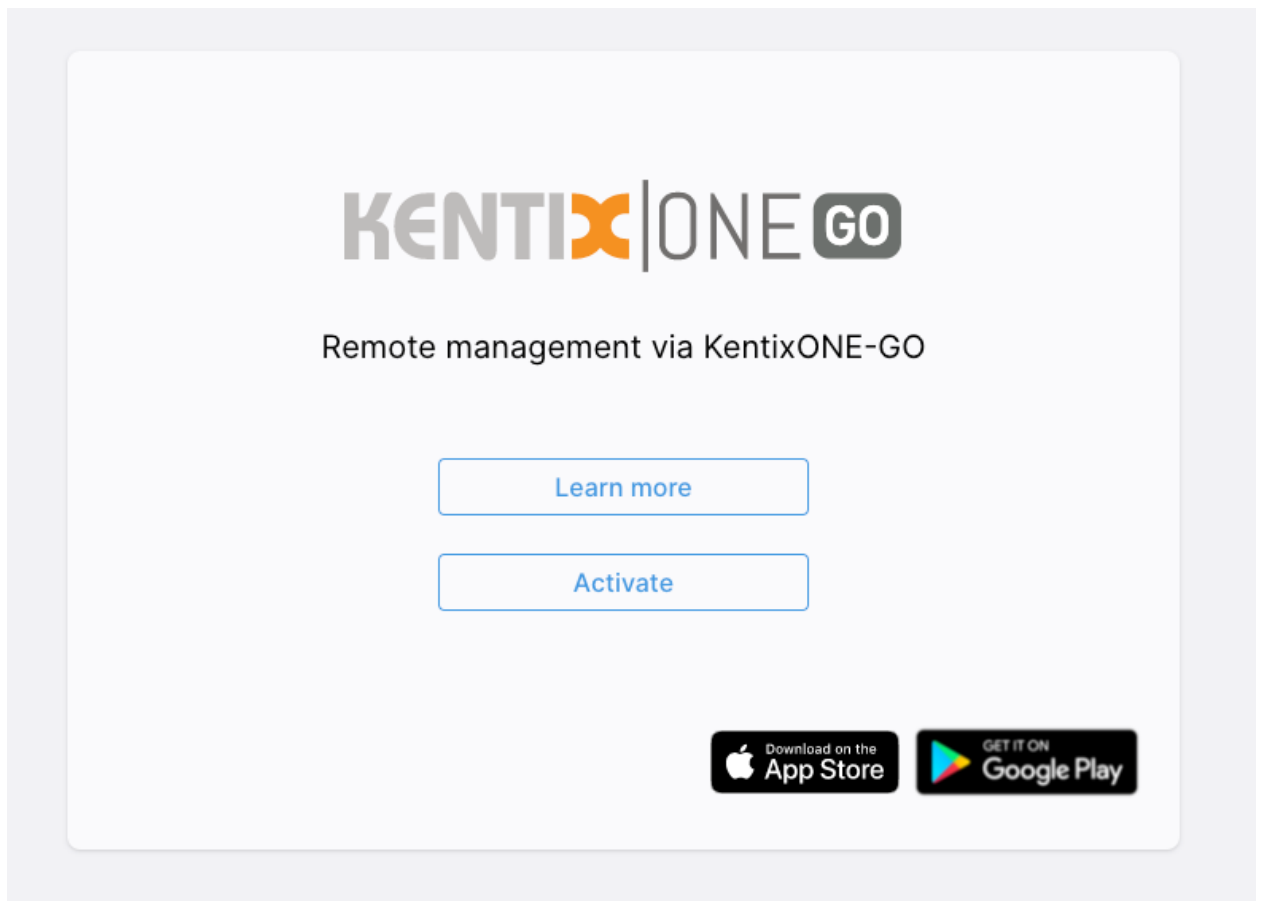 KENTIX ONE GO
Remote management via KentixONE-GO
Learn more
Activate
Download on the
App Store
GET IT ON
Google Play